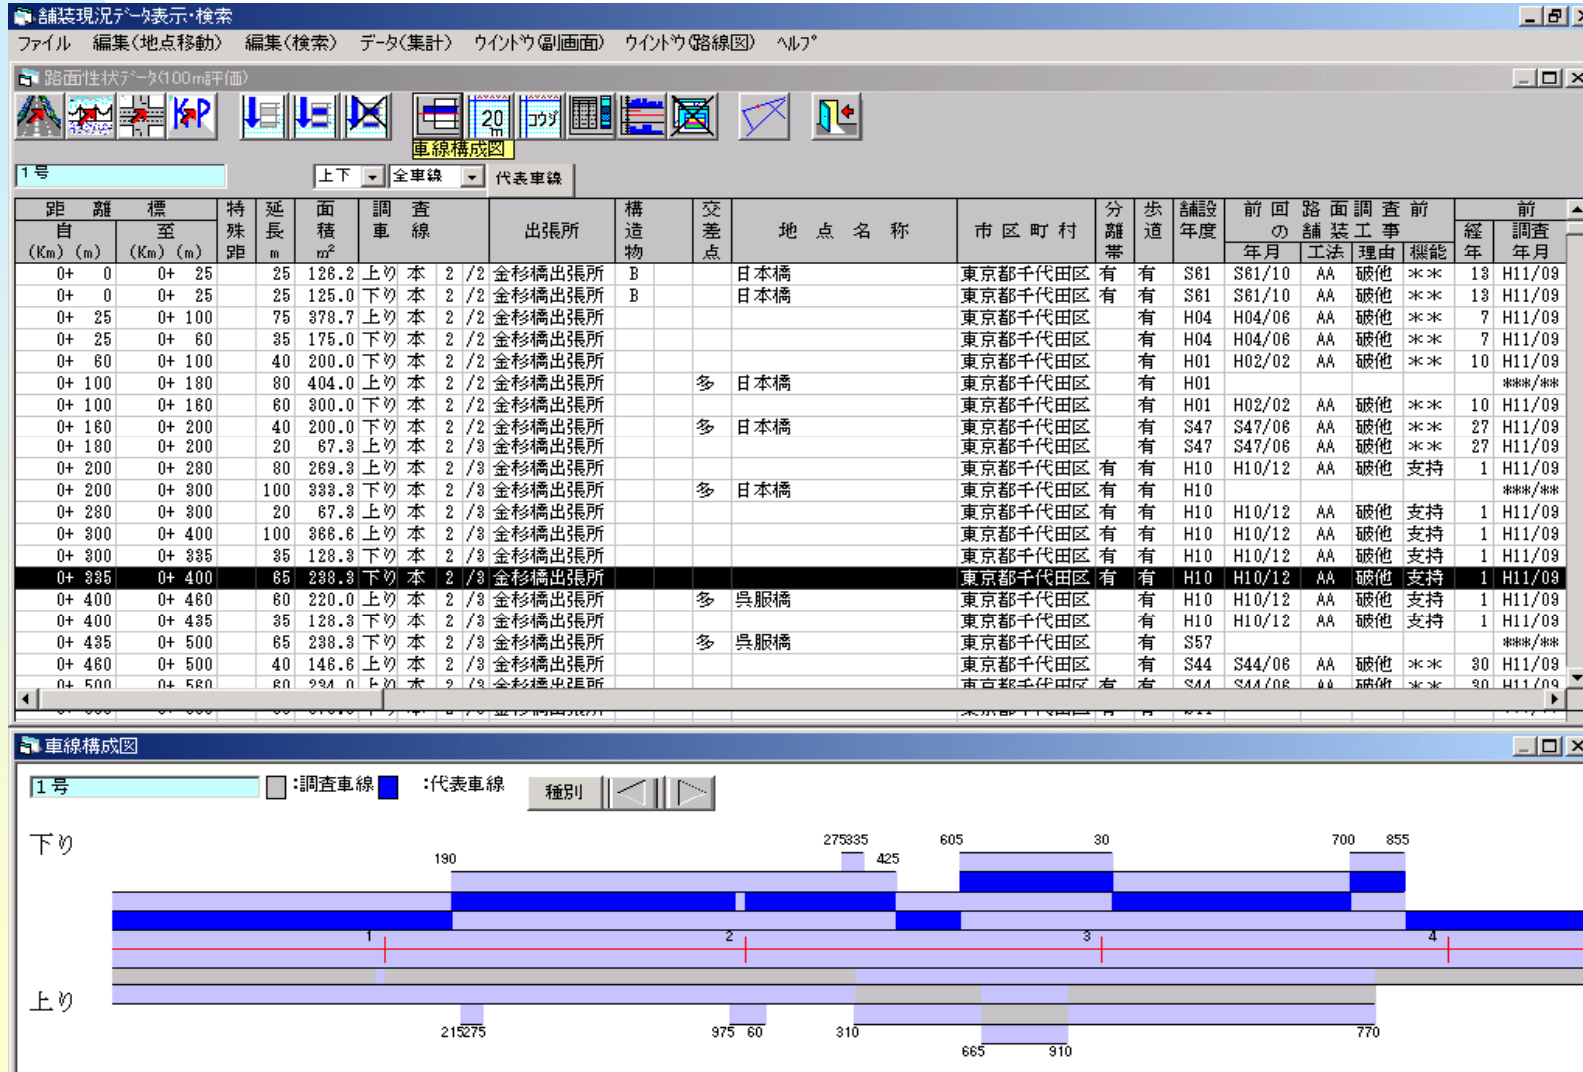 舗装現況ﾃﾞｰﾀ表示・検索
ファイル 編集(地点移動) 編集(検索) データ(集計) ウインドウ(副画面) ウインドウ(路線図) ヘルプ
路面性状ﾃﾞｰﾀ(100m評価)
K P 20 m コウジ
車線構成図
1号 上下 全車線 代表車線
距 離 標 特 延 面 調 査 構 交 分 歩 舗設 前 回 路 面 調 査 前 前
自 至 殊 長 積 車 線 出張所 造 差 地 点 名 称 市 区 町 村 離 道 年度 の 舗 装 工 事 経 調査
(Km) (m) (Km) (m) 距 m m² 物 点 帯 年月 工法 理由 機能 年 年月
0+ 0 0+ 25 25 126.2 上り 本 2 /2 金杉橋出張所 B 日本橋 東京都千代田区 有 有 S61 S61/10 AA 破他 ** 13 H11/09
0+ 0 0+ 25 25 125.0 下り 本 2 /2 金杉橋出張所 B 日本橋 東京都千代田区 有 有 S61 S61/10 AA 破他 ** 13 H11/09
0+ 25 0+ 100 75 378.7 上り 本 2 /2 金杉橋出張所 東京都千代田区 有 H04 H04/06 AA 破他 ** 7 H11/09
0+ 25 0+ 60 35 175.0 下り 本 2 /2 金杉橋出張所 東京都千代田区 有 H04 H04/06 AA 破他 ** 7 H11/09
0+ 60 0+ 100 40 200.0 下り 本 2 /2 金杉橋出張所 東京都千代田区 有 H01 H02/02 AA 破他 ** 10 H11/09
0+ 100 0+ 180 80 404.0 上り 本 2 /2 金杉橋出張所 多 日本橋 東京都千代田区 有 H01 ***/**
0+ 100 0+ 160 60 300.0 下り 本 2 /2 金杉橋出張所 東京都千代田区 有 H01 H02/02 AA 破他 ** 10 H11/09
0+ 160 0+ 200 40 200.0 下り 本 2 /2 金杉橋出張所 多 日本橋 東京都千代田区 有 S47 S47/06 AA 破他 ** 27 H11/09
0+ 180 0+ 200 20 67.3 上り 本 2 /3 金杉橋出張所 東京都千代田区 有 S47 S47/06 AA 破他 ** 27 H11/09
0+ 200 0+ 280 80 269.3 上り 本 2 /3 金杉橋出張所 東京都千代田区 有 有 H10 H10/12 AA 破他 支持 1 H11/09
0+ 200 0+ 300 100 333.3 下り 本 2 /3 金杉橋出張所 多 日本橋 東京都千代田区 有 有 H10 ***/**
0+ 280 0+ 300 20 67.3 上り 本 2 /3 金杉橋出張所 東京都千代田区 有 有 H10 H10/12 AA 破他 支持 1 H11/09
0+ 300 0+ 400 100 366.6 上り 本 2 /3 金杉橋出張所 東京都千代田区 有 有 H10 H10/12 AA 破他 支持 1 H11/09
0+ 300 0+ 335 35 128.3 下り 本 2 /3 金杉橋出張所 東京都千代田区 有 有 H10 H10/12 AA 破他 支持 1 H11/09
0+ 335 0+ 400 65 238.3 下り 本 2 /3 金杉橋出張所 東京都千代田区 有 有 H10 H10/12 AA 破他 支持 1 H11/09
0+ 400 0+ 460 60 220.0 上り 本 2 /3 金杉橋出張所 多 呉服橋 東京都千代田区 有 H10 H10/12 AA 破他 支持 1 H11/09
0+ 400 0+ 435 35 128.3 下り 本 2 /3 金杉橋出張所 東京都千代田区 有 H10 H10/12 AA 破他 支持 1 H11/09
0+ 435 0+ 500 65 238.3 下り 本 2 /3 金杉橋出張所 多 呉服橋 東京都千代田区 有 S57 ***/**
0+ 460 0+ 500 40 146.6 上り 本 2 /3 金杉橋出張所 東京都千代田区 有 S44 S44/06 AA 破他 ** 30 H11/09
0+ 500 0+ 560 60 234.0 上り 本 2 /3 金杉橋出張所 東京都千代田区 有 有 S44 S44/06 AA 破他 ** 30 H11/09
車線構成図
1号 :調査車線 :代表車線 種別
下り 190 275 335 425 605 30 700 855
1 2 3 4
上り
215 275 975 60 310 770
665 910